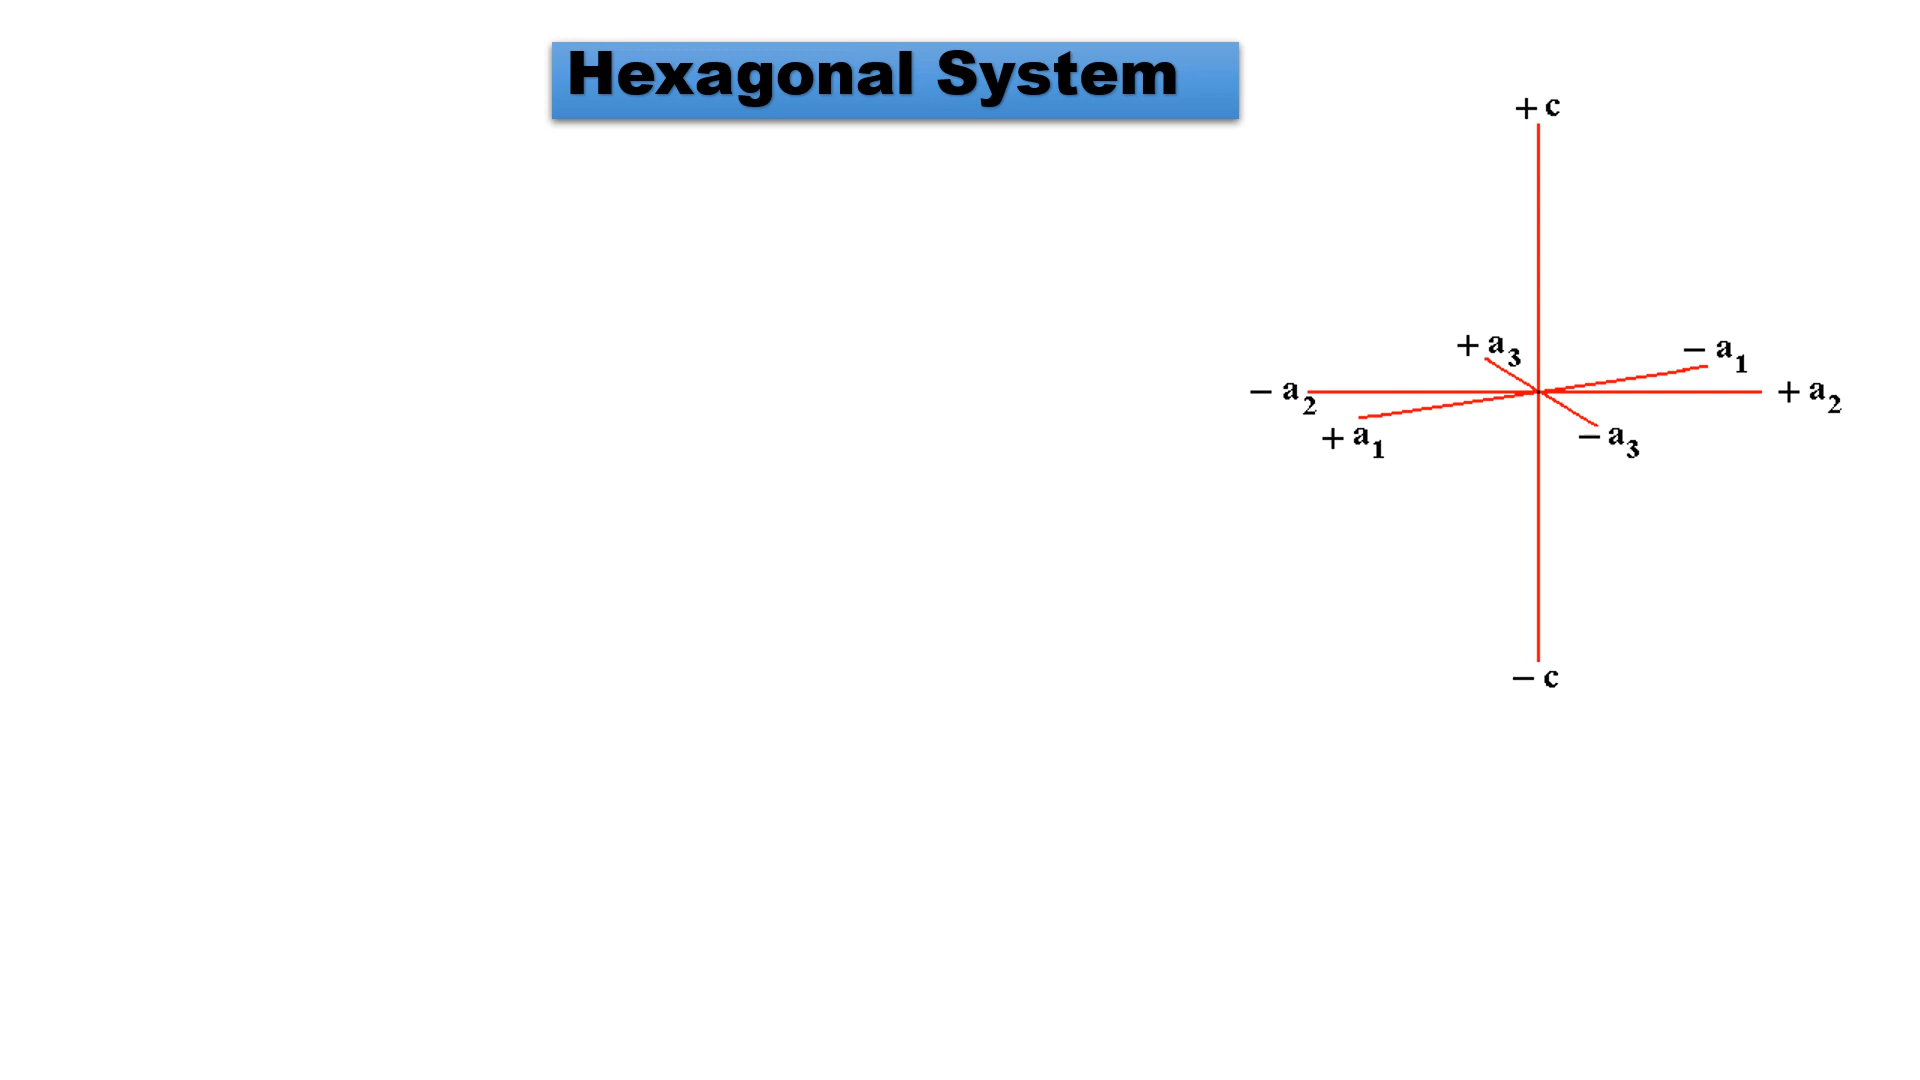 Hexagonal System
+ c
+ a3
− a1
− a2
+ a2
+ a1
− a3
− c